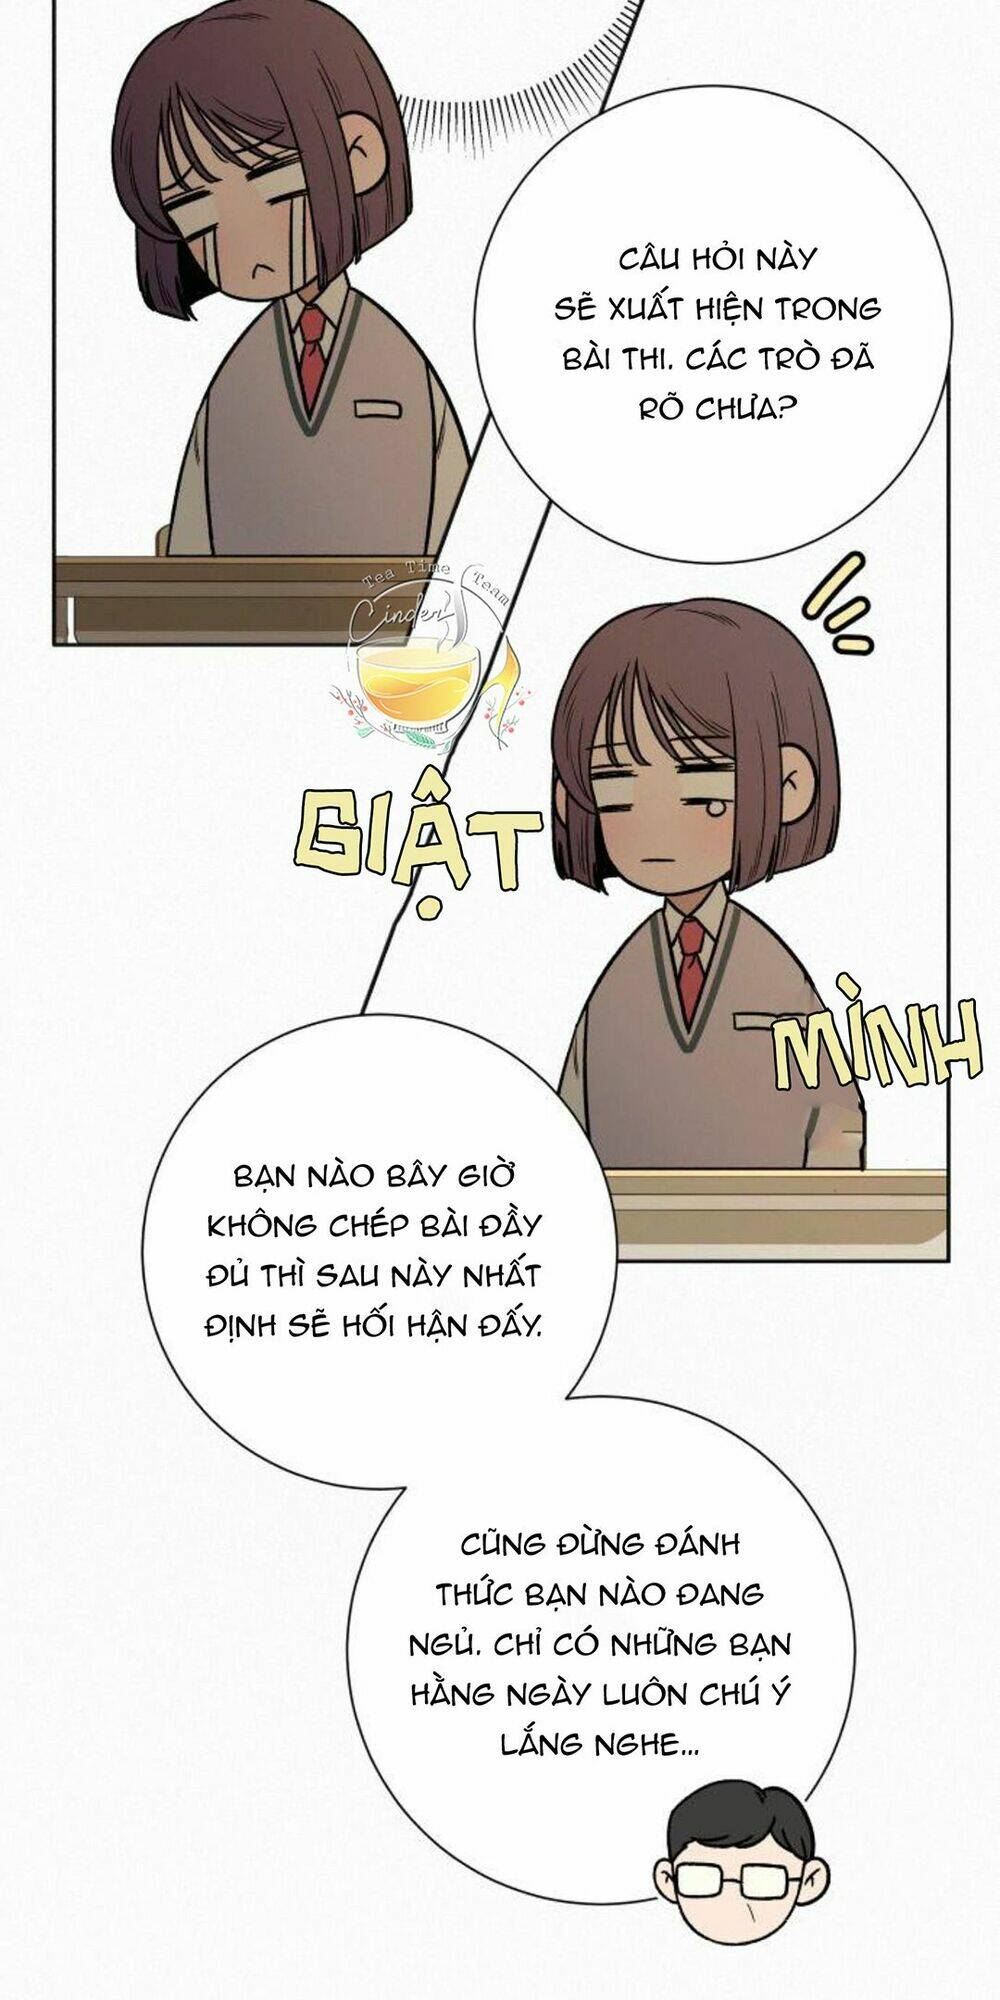 CÂU HỎI NÀY
SẼ XUẤT HIỆN TRONG
BÀI THI. CÁC TRÒ ĐÃ
RÕ CHƯA?
Tea Time Team
Cinder
GIẬT
MÌNH
BẠN NÀO BÂY GIỜ
KHÔNG CHÉP BÀI ĐẦY
ĐỦ THÌ SAU NÀY NHẤT
ĐỊNH SẼ HỐI HẬN ĐẤY.
CŨNG ĐỪNG ĐÁNH
THỨC BẠN NÀO ĐANG
NGỦ. CHỈ CÓ NHỮNG BẠN
HẰNG NGÀY LUÔN CHÚ Ý
LẮNG NGHE...